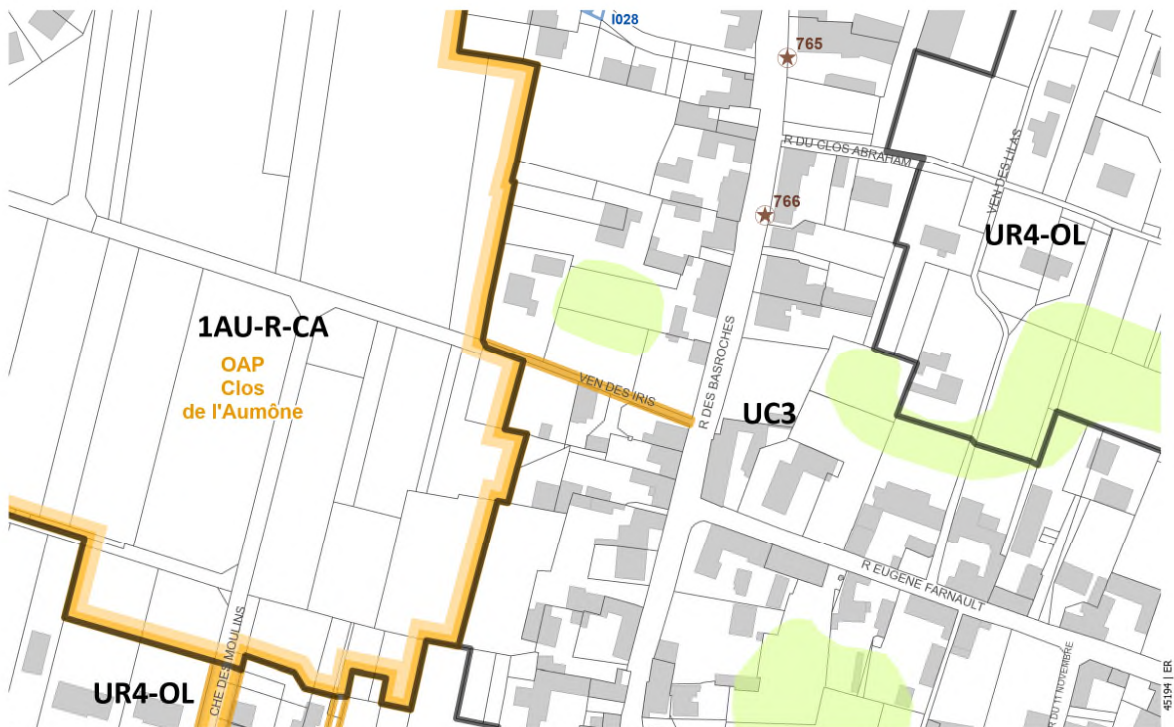 I028
765
R DU CLOS ABRAHAM
VEN DES LILAS
766
UR4-OL
1AU-R-CA
OAP
Clos
de l'Aumône
VEN DES IRIS
R DES BASROCHES
UC3
R EUGENE FARNAULT
CHE DES MOULINS
UR4-OL
R DU 11 NOVEMBRE
45194 | ER